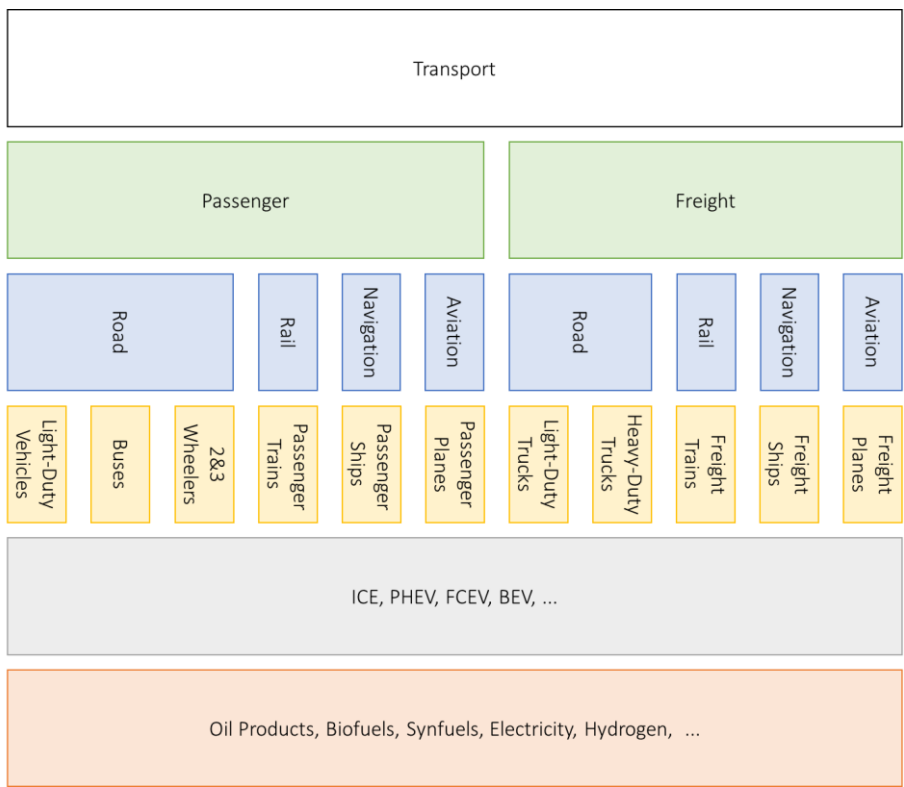 Transport
Passenger
Freight
Road
Rail
Navigation
Aviation
Road
Rail
Navigation
Aviation
Light-Duty
Vehicles
Buses
2&3
Wheelers
Passenger
Trains
Passenger
Ships
Passenger
Planes
Light-Duty
Trucks
Heavy-Duty
Trucks
Freight
Trains
Freight
Ships
Freight
Planes
ICE, PHEV, FCEV, BEV, ...
Oil Products, Biofuels, Synfuels, Electricity, Hydrogen, ...